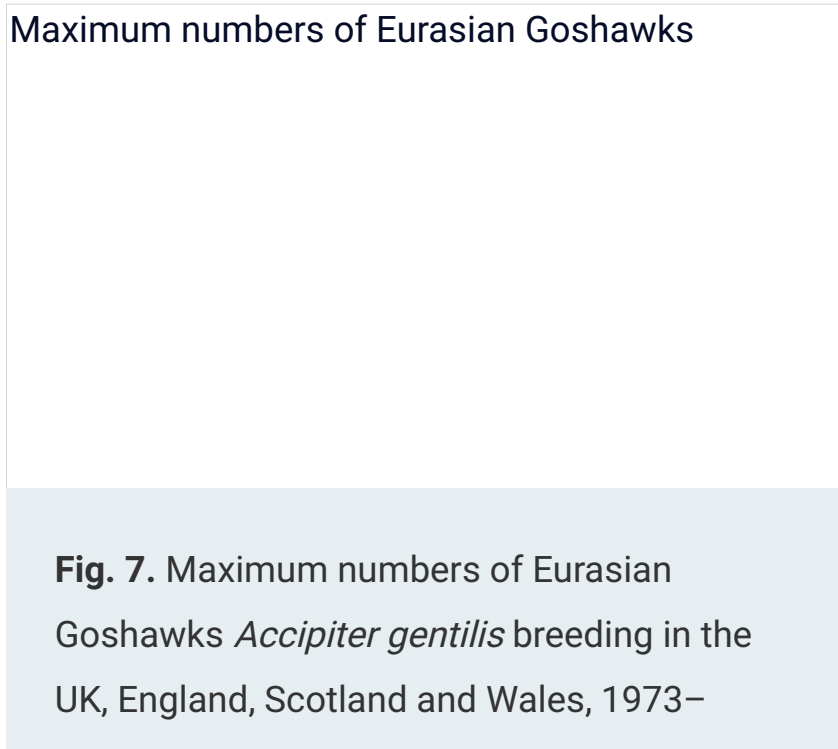 Maximum numbers of Eurasian Goshawks
Fig. 7. Maximum numbers of Eurasian
Goshawks Accipiter gentilis breeding in the
UK, England, Scotland and Wales, 1973–